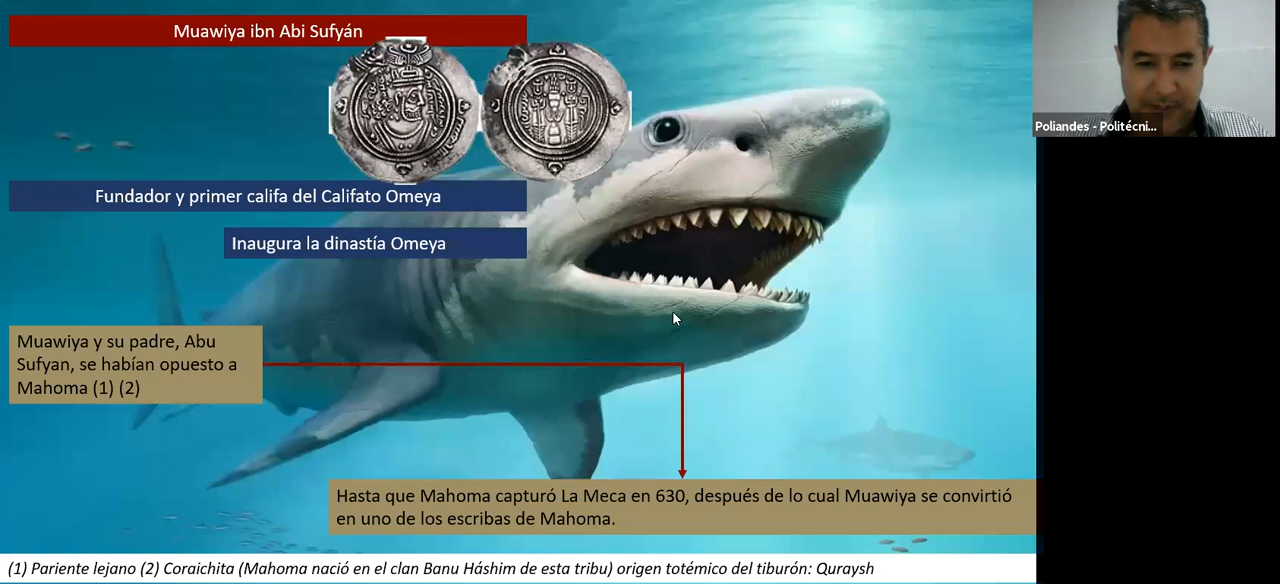 Muawiya ibn Abi Sufyán
Poliandes - Politécni...
Fundador y primer califa del Califato Omeya
Inaugura la dinastía Omeya
Muawiya y su padre, Abu
Sufyan, se habían opuesto a
Mahoma (1) (2)
Hasta que Mahoma capturó La Meca en 630, después de lo cual Muawiya se convirtió
en uno de los escribas de Mahoma.
(1) Pariente lejano (2) Coraichita (Mahoma nació en el clan Banu Háshim de esta tribu) origen totémico del tiburón: Quraysh